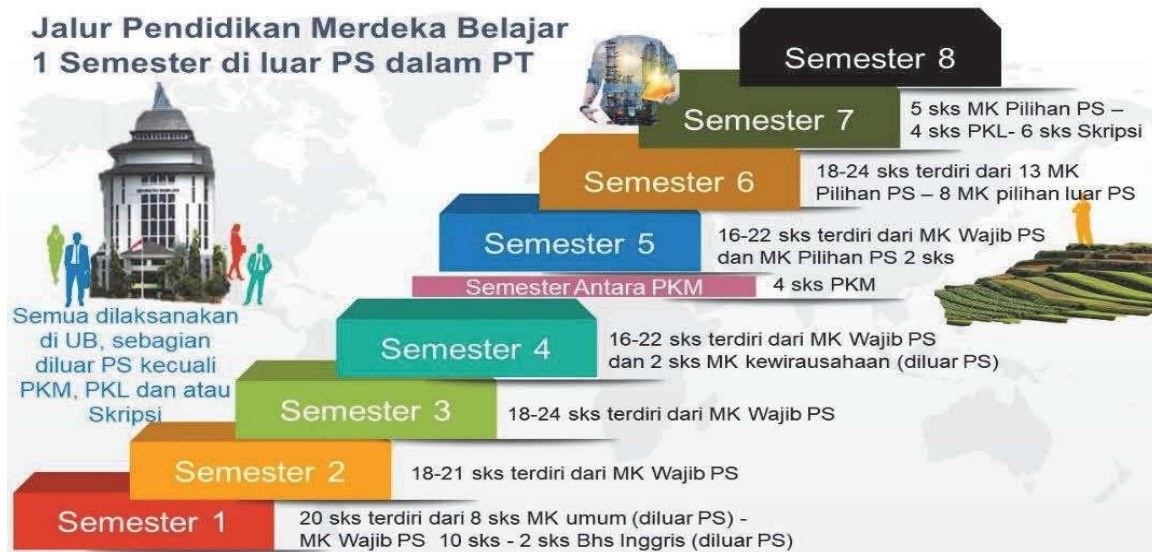 Jalur Pendidikan Merdeka Belajar
1 Semester di luar PS dalam PT
Semester 8
Semester 7
5 sks MK Pilihan PS –
4 sks PKL- 6 sks Skripsi
Semester 6
18-24 sks terdiri dari 13 MK
Pilihan PS – 8 MK pilihan luar PS
Semester 5
16-22 sks terdiri dari MK Wajib PS
dan MK Pilihan PS 2 sks
Semester Antara PKM
4 sks PKM
Semua dilaksanakan
di UB, sebagian
diluar PS kecuali
PKM, PKL dan atau
Skripsi
Semester 4
16-22 sks terdiri dari MK Wajib PS
dan 2 sks MK kewirausahaan (diluar PS)
Semester 3
18-24 sks terdiri dari MK Wajib PS
Semester 2
18-21 sks terdiri dari MK Wajib PS
Semester 1
20 sks terdiri dari 8 sks MK umum (diluar PS) -
MK Wajib PS 10 sks - 2 sks Bhs Inggris (diluar PS)